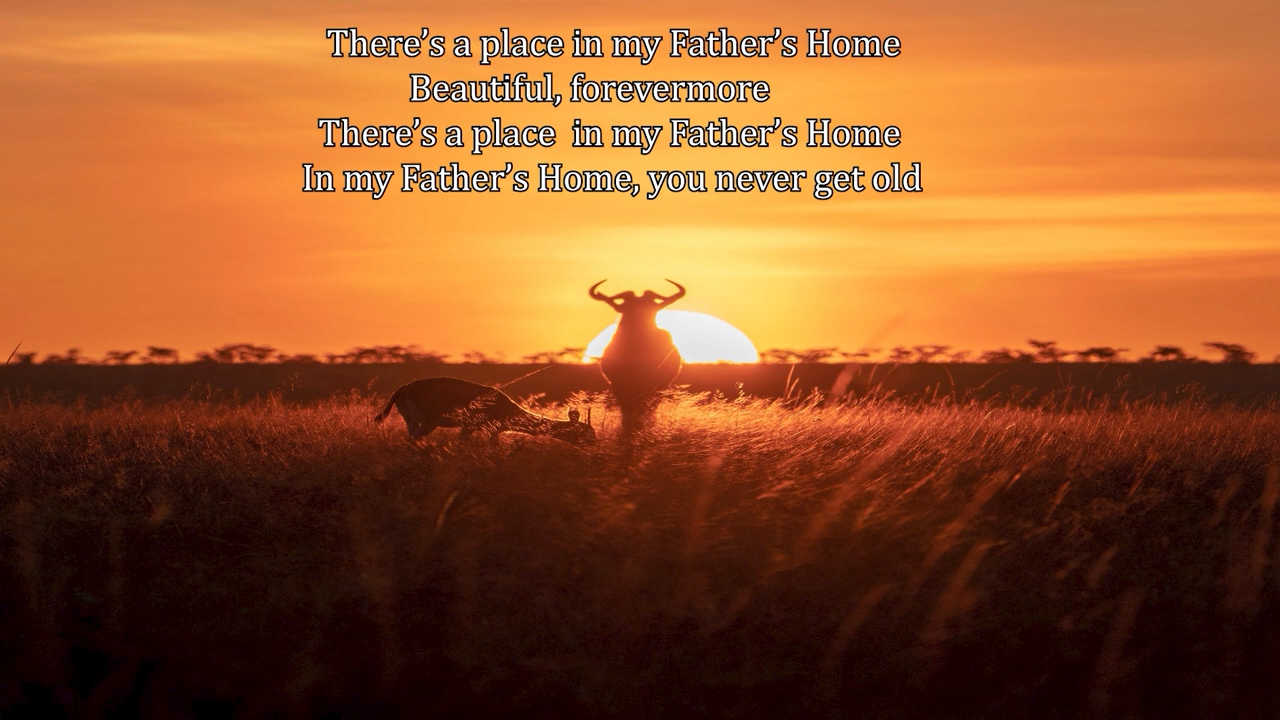 There’s a place in my Father’s Home
Beautiful, forevermore
There’s a place  in my Father’s Home
In my Father’s Home, you never get old